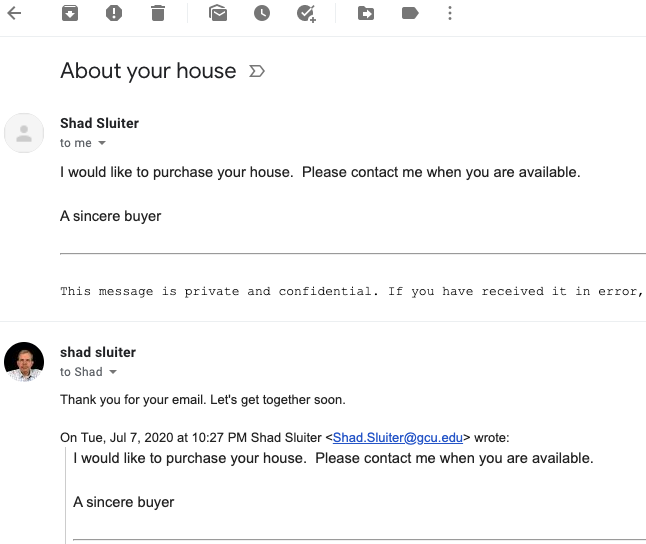 About your house
Shad Sluiter
to me
I would like to purchase your house.  Please contact me when you are available.
A sincere buyer
This message is private and confidential. If you have received it in error,
shad sluiter
to Shad
Thank you for your email. Let's get together soon.
On Tue, Jul 7, 2020 at 10:27 PM Shad Sluiter <Shad.Sluiter@gcu.edu> wrote:
I would like to purchase your house.  Please contact me when you are available.
A sincere buyer